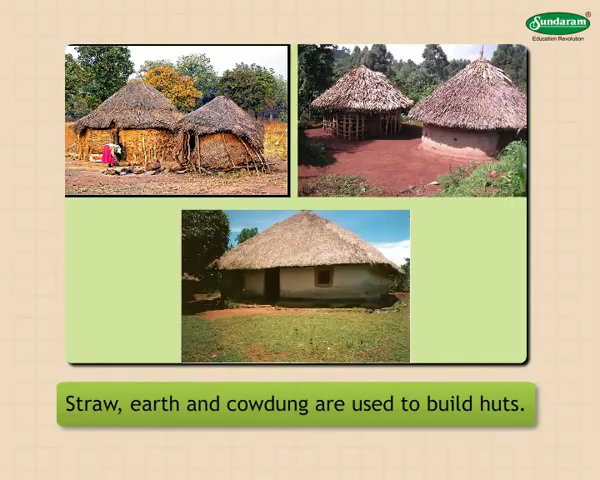 Sundaram®
Education Revolution
Straw, earth and cowdung are used to build huts.